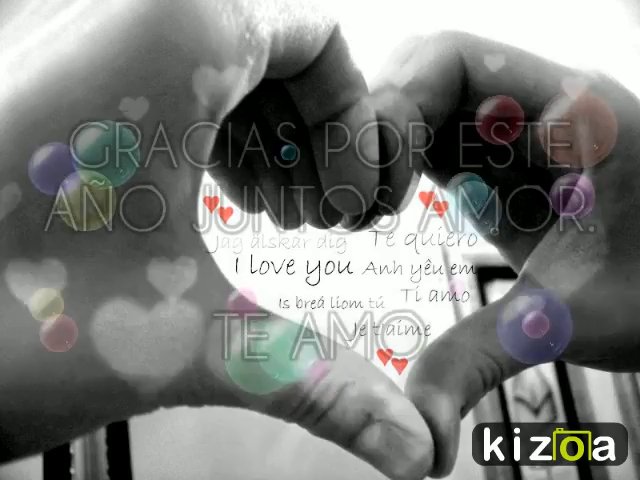 GRACIAS POR ESTE
AÑO JUNTOS AMOR.
Jag älskar dig Te quiero
I love you Anh yêu em
Is breá liom tú Ti amo
TE AMO
Je t'aime
kizoa